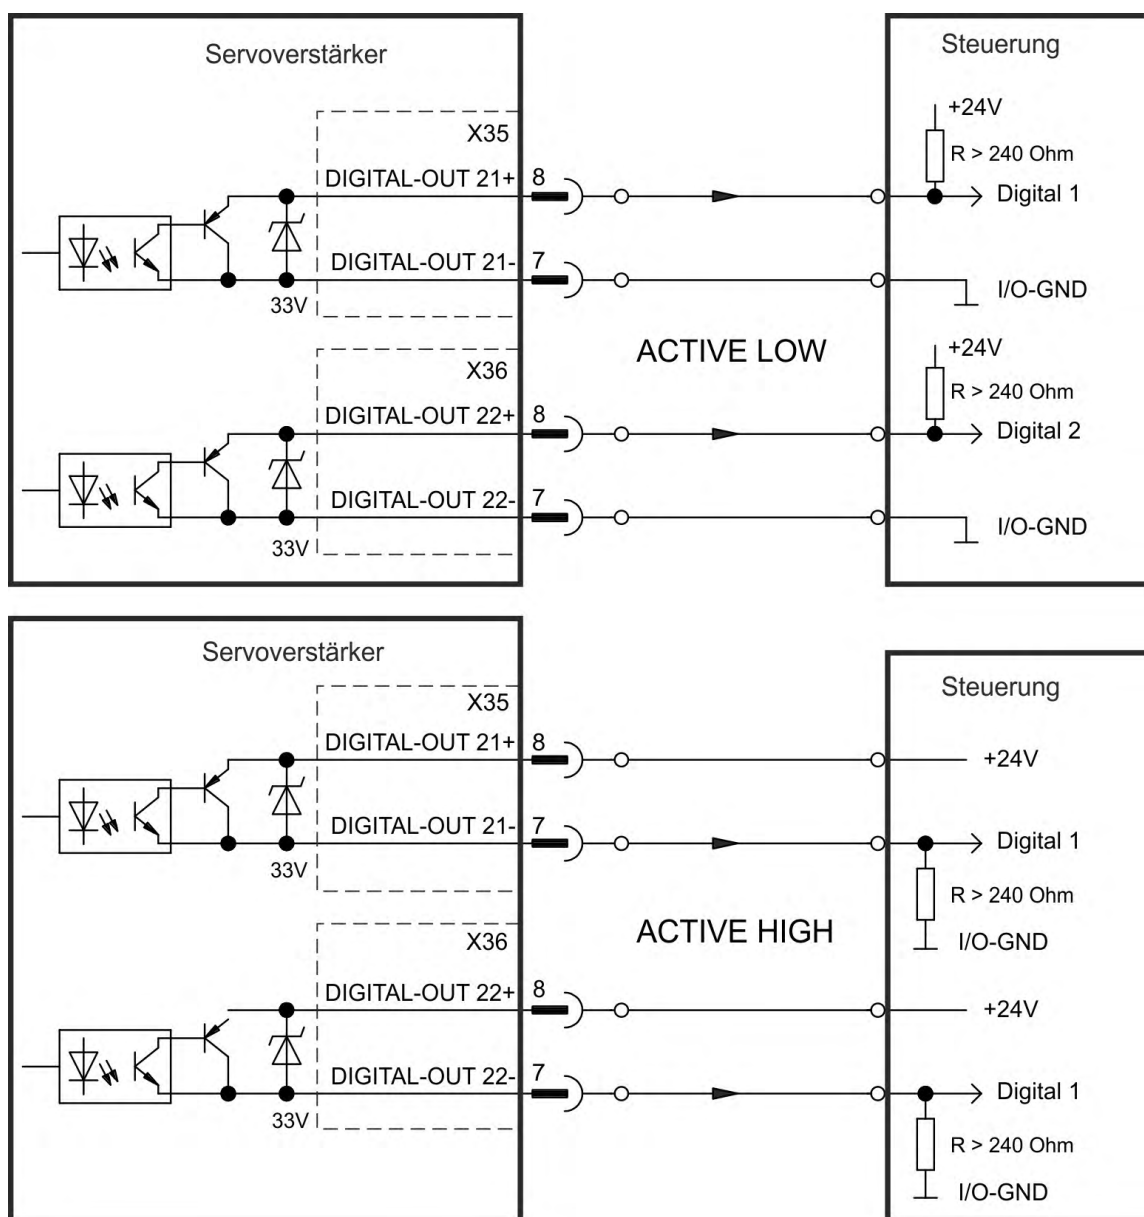 Servoverstärker
Steuerung
X35
+24V
R > 240 Ohm
DIGITAL-OUT 21+
8
Digital 1
DIGITAL-OUT 21-
7
33V
I/O-GND
ACTIVE LOW
X36
+24V
R > 240 Ohm
DIGITAL-OUT 22+
8
Digital 2
DIGITAL-OUT 22-
7
33V
I/O-GND
Servoverstärker
Steuerung
X35
DIGITAL-OUT 21+
8
+24V
DIGITAL-OUT 21-
7
Digital 1
33V
R > 240 Ohm
I/O-GND
ACTIVE HIGH
X36
DIGITAL-OUT 22+
8
+24V
DIGITAL-OUT 22-
7
Digital 1
33V
R > 240 Ohm
I/O-GND